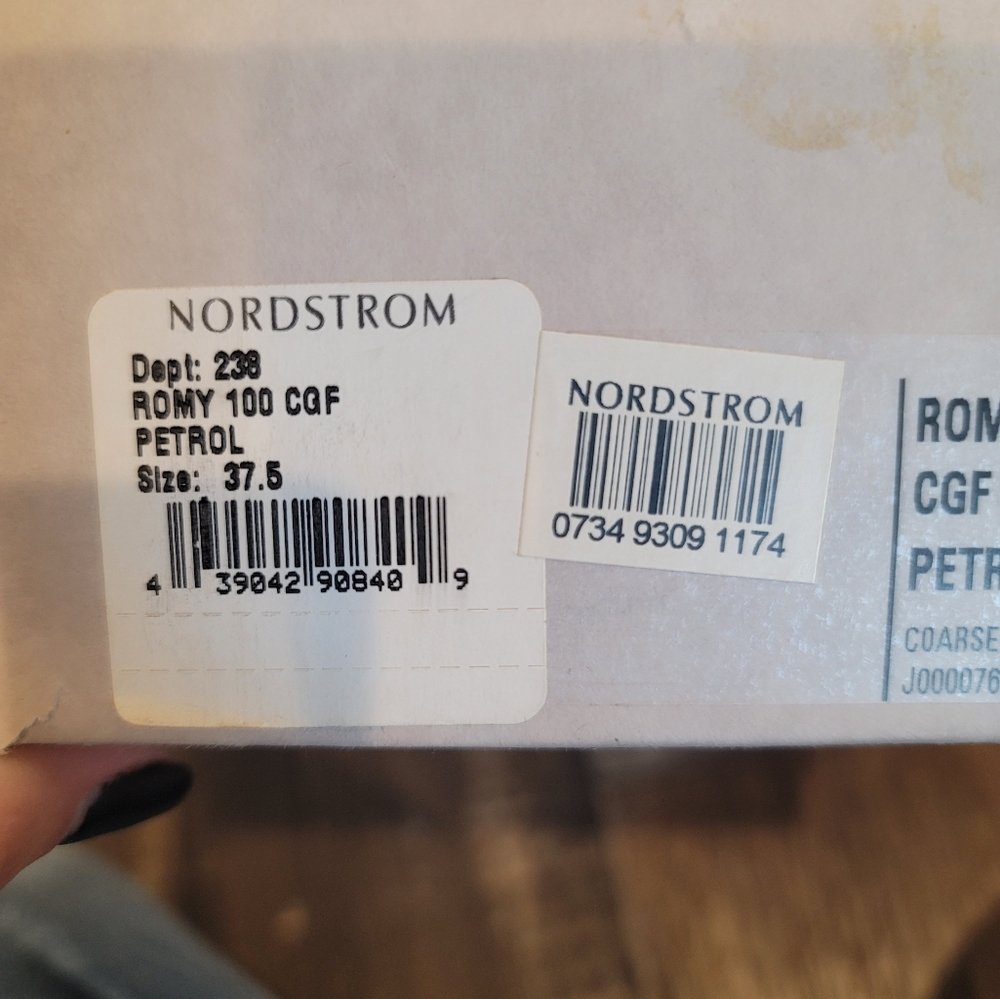 NORDSTROM
Dept: 238
ROMY 100 CGF
PETROL
Size: 37.5
4 39042 90840 9
NORDSTROM
0734 9309 1174
ROM
CGF
PETR
COARSE
J000076